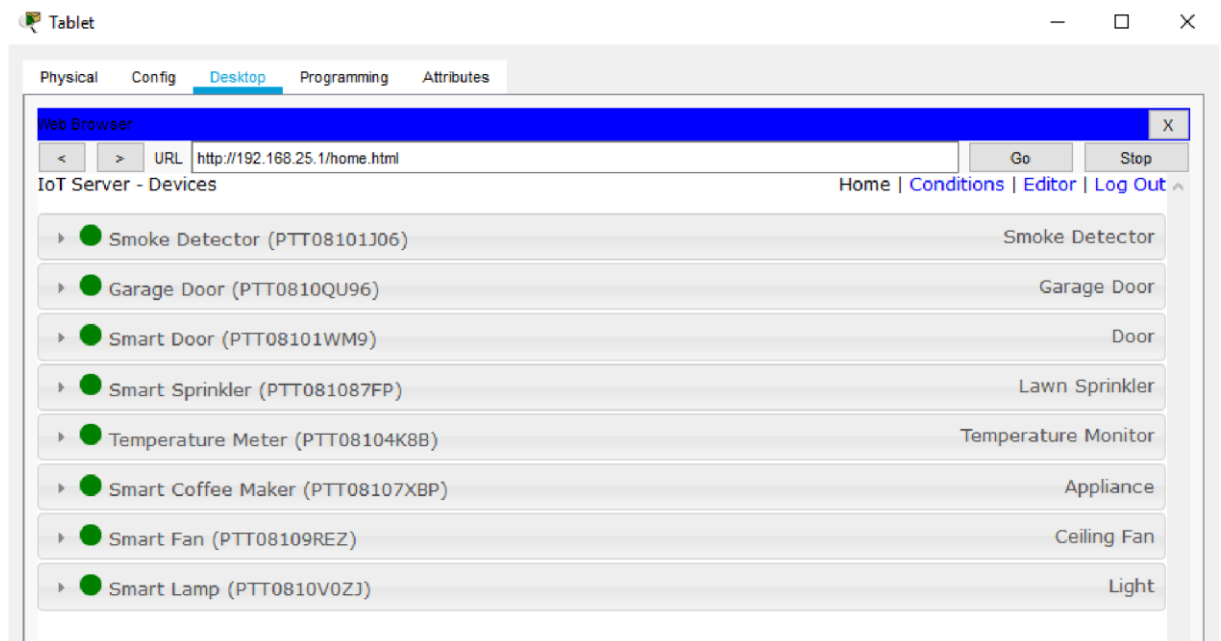 Tablet
Physical Config Desktop Programming Attributes
Web Browser X
< > URL http://192.168.25.1/home.html Go Stop
IoT Server - Devices Home | Conditions | Editor | Log Out
Smoke Detector (PTT08101J06) Smoke Detector
Garage Door (PTT0810QU96) Garage Door
Smart Door (PTT08101WM9) Door
Smart Sprinkler (PTT081087FP) Lawn Sprinkler
Temperature Meter (PTT08104K8B) Temperature Monitor
Smart Coffee Maker (PTT08107XBP) Appliance
Smart Fan (PTT08109REZ) Ceiling Fan
Smart Lamp (PTT0810V0ZJ) Light